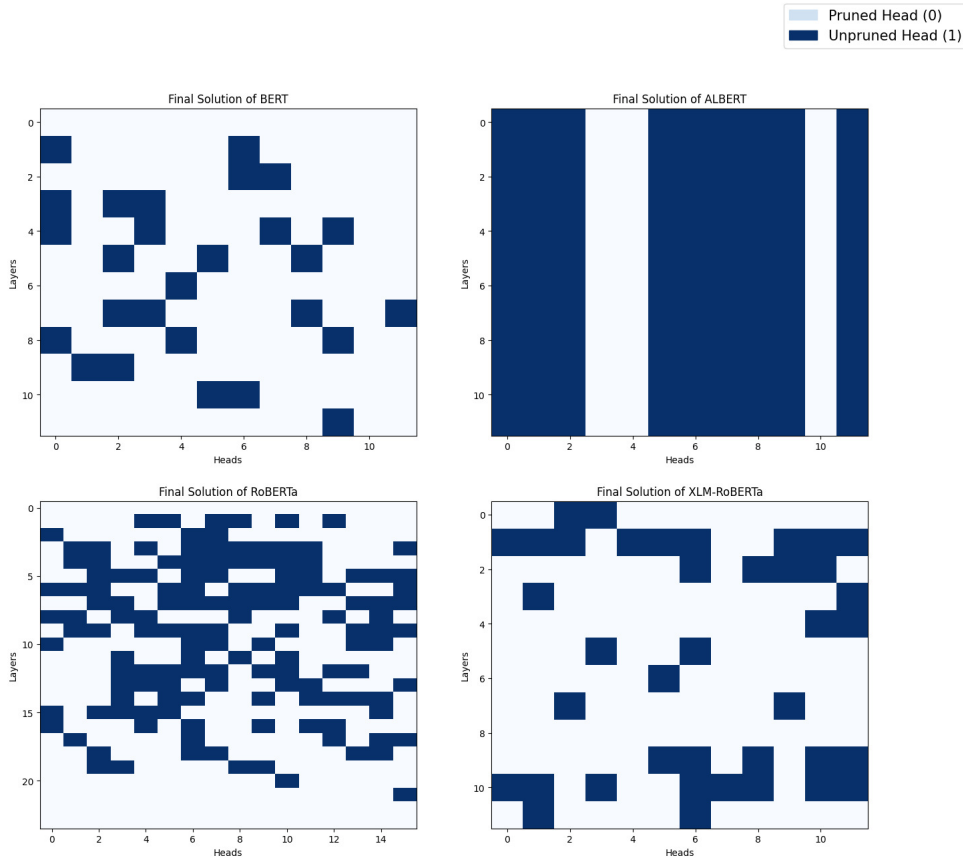 Pruned Head (0)
Unpruned Head (1)
Final Solution of BERT
0
2
4
6
8
10
Layers
0 2 4 6 8 10
Heads
Final Solution of ALBERT
0
2
4
6
8
10
Layers
0 2 4 6 8 10
Heads
Final Solution of RoBERTa
0
5
10
15
20
Layers
0 2 4 6 8 10 12 14
Heads
Final Solution of XLM-RoBERTa
0
2
4
6
8
10
Layers
0 2 4 6 8 10
Heads